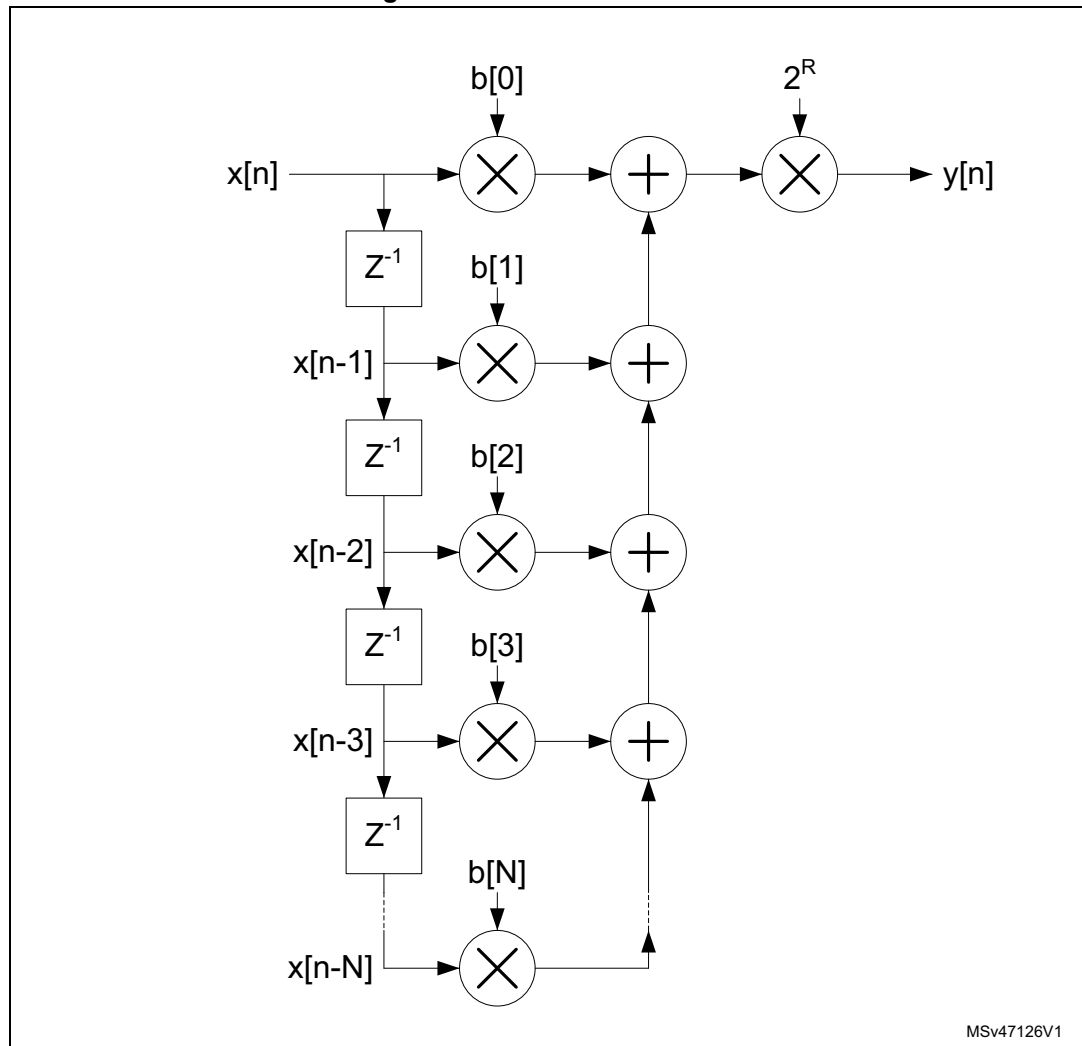 b[0]
2^R
x[n]
y[n]
Z^-1
b[1]
x[n-1]
Z^-1
b[2]
x[n-2]
Z^-1
b[3]
x[n-3]
Z^-1
b[N]
x[n-N]
MSv47126V1